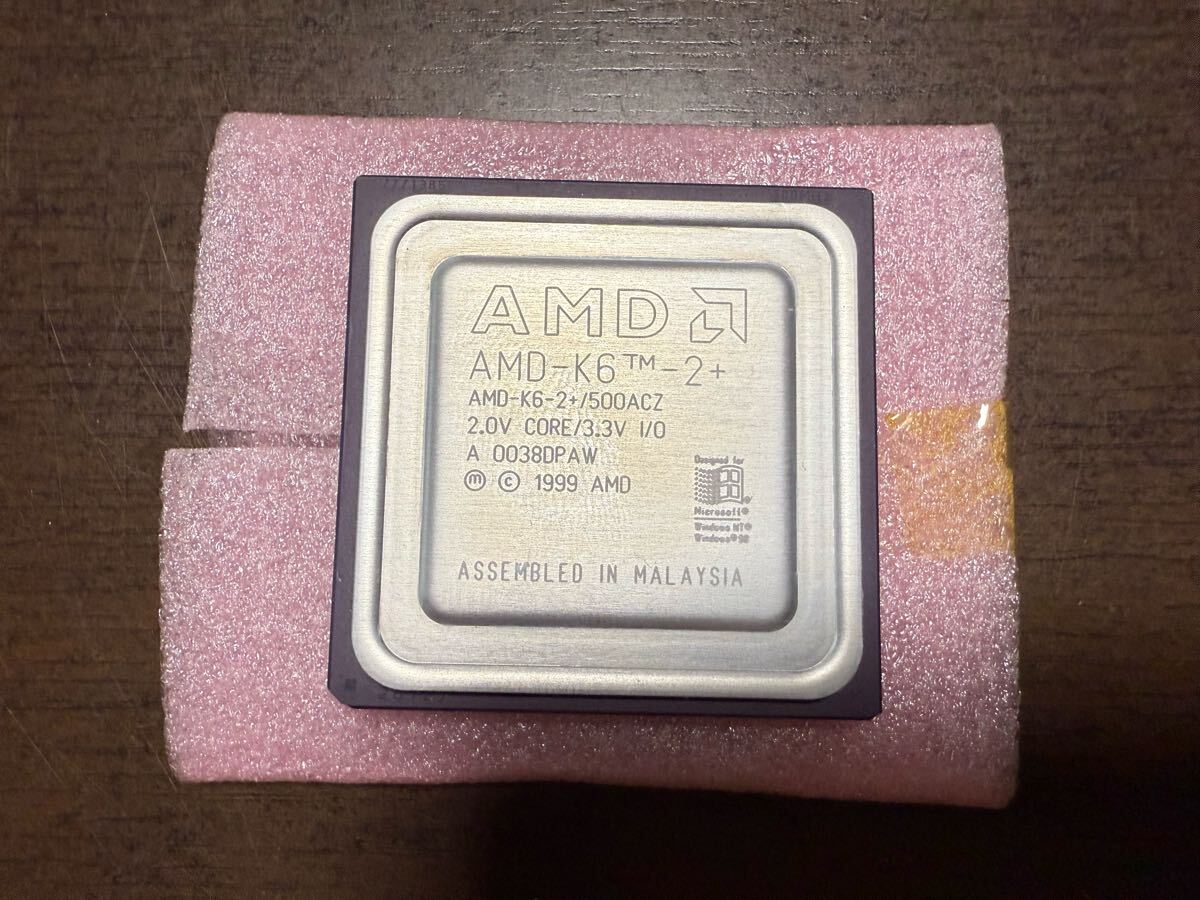 AMD
AMD-K6™-2+
AMD-K6-2+/500ACZ
2.0V CORE/3.3V I/O
A 0038DPAW
ⓜ © 1999 AMD
Designed for
Microsoft®
Windows NT®
Windows® 98
ASSEMBLED IN MALAYSIA